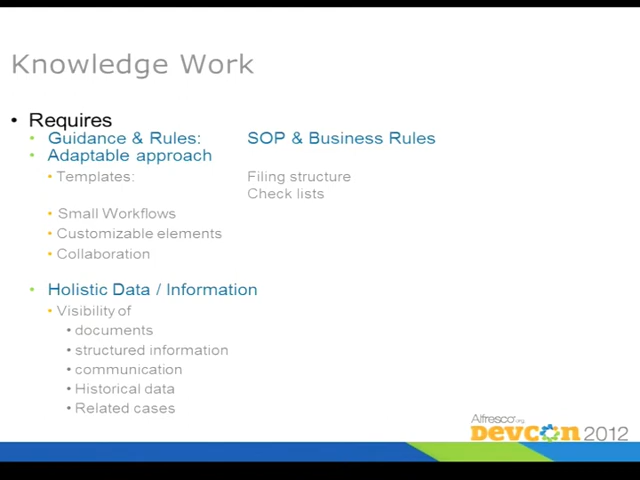 Knowledge Work
• Requires
• Guidance & Rules: SOP & Business Rules
• Adaptable approach
• Templates: Filing structure
Check lists
• Small Workflows
• Customizable elements
• Collaboration
• Holistic Data / Information
• Visibility of
• documents
• structured information
• communication
• Historical data
• Related cases
Alfresco
DEVCON 2012